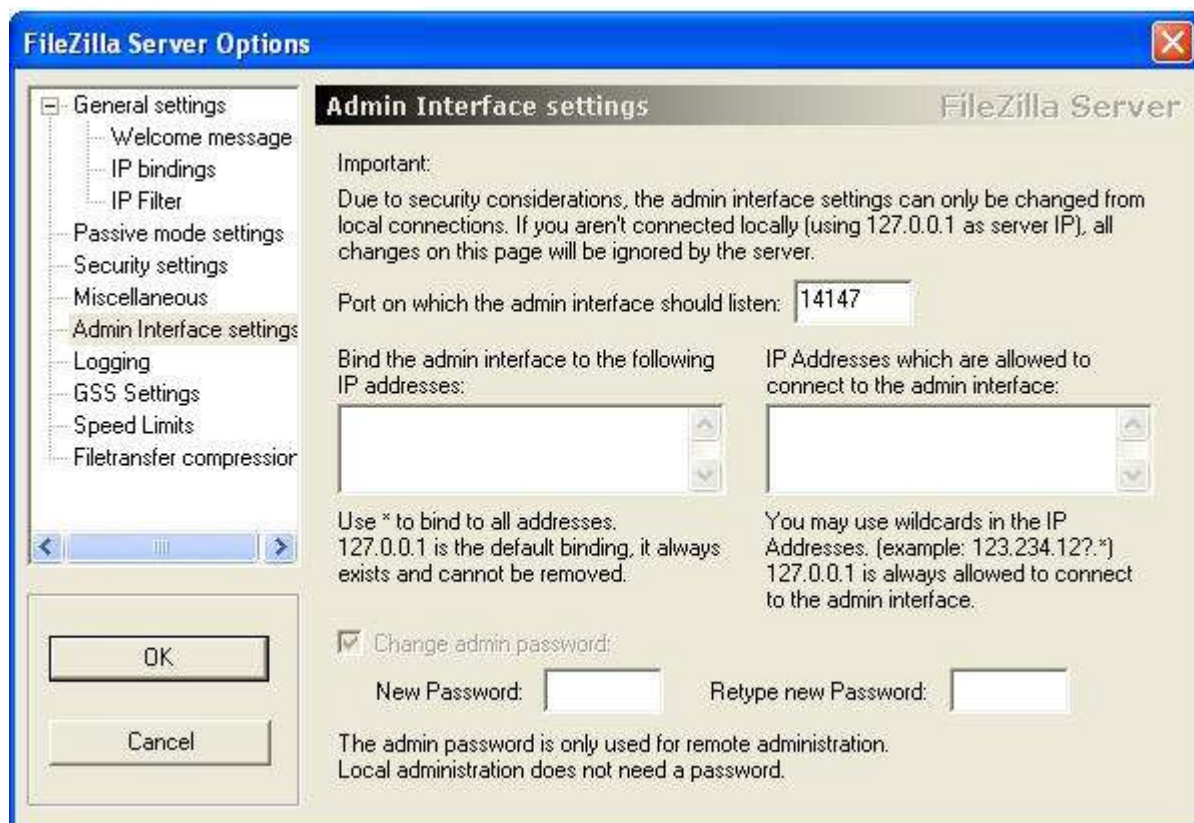 FileZilla Server Options
General settings
Welcome message
IP bindings
IP Filter
Passive mode settings
Security settings
Miscellaneous
Admin Interface settings
Logging
GSS Settings
Speed Limits
Filetransfer compression
OK
Cancel
Admin Interface settings
FileZilla Server
Important:
Due to security considerations, the admin interface settings can only be changed from
local connections. If you aren't connected locally (using 127.0.0.1 as server IP), all
changes on this page will be ignored by the server.
Port on which the admin interface should listen: 14147
Bind the admin interface to the following
IP addresses:
Use * to bind to all addresses.
127.0.0.1 is the default binding, it always
exists and cannot be removed.
IP Addresses which are allowed to
connect to the admin interface:
You may use wildcards in the IP
Addresses. (example: 123.234.12?.*)
127.0.0.1 is always allowed to connect
to the admin interface.
Change admin password:
New Password: Retype new Password:
The admin password is only used for remote administration.
Local administration does not need a password.